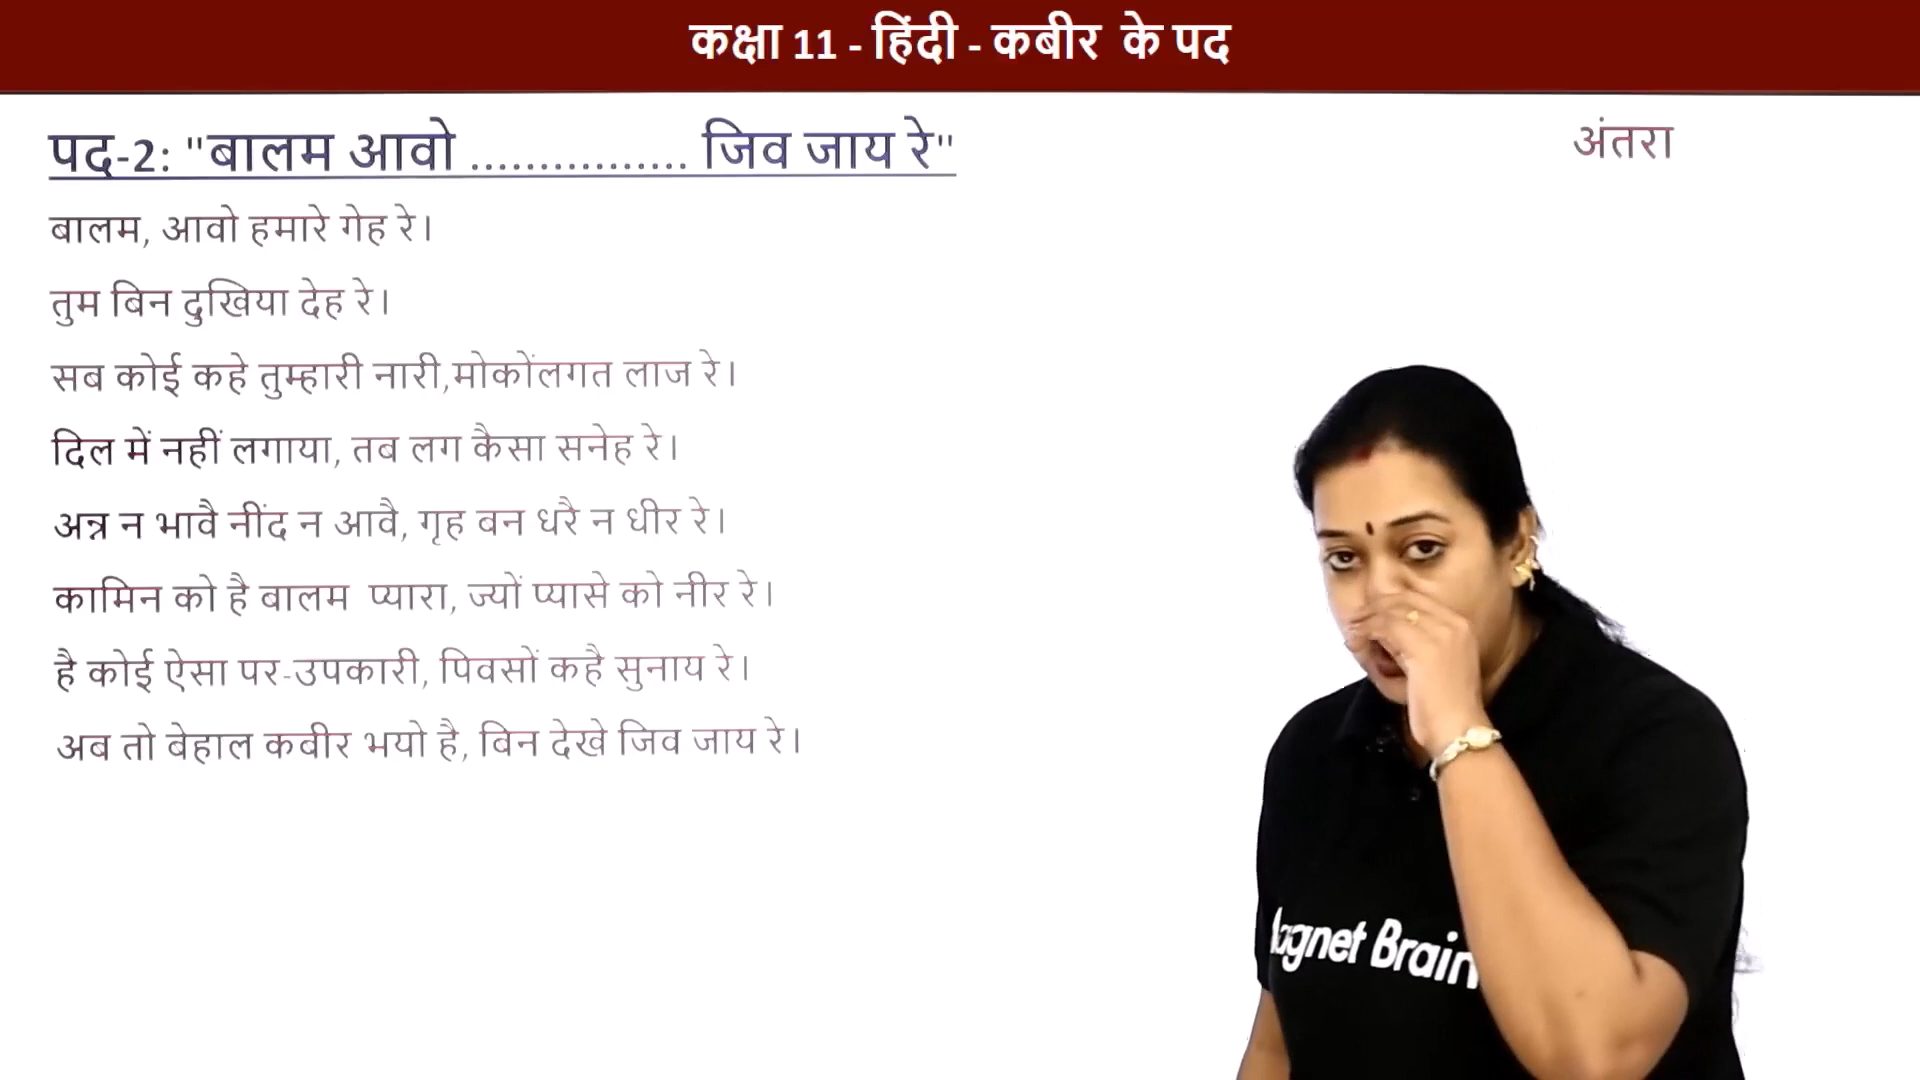 कक्षा 11 - हिंदी - कबीर के पद
पद-2: "बालम आवो ................ जिव जाय रे"
अंतरा
बालम, आवो हमारे गेह रे।
तुम बिन दुखिया देह रे।
सब कोई कहे तुम्हारी नारी,मोकोंलगत लाज रे।
दिल में नहीं लगाया, तब लग कैसा सनेह रे।
अन्न न भावै नींद न आवै, गृह बन धरै न धीर रे।
कामिन को है बालम प्यारा, ज्यों प्यासे को नीर रे।
है कोई ऐसा पर-उपकारी, पिवसों कहै सुनाय रे।
अब तो बेहाल कबीर भयो है, बिन देखे जिव जाय रे।
agnet Brain